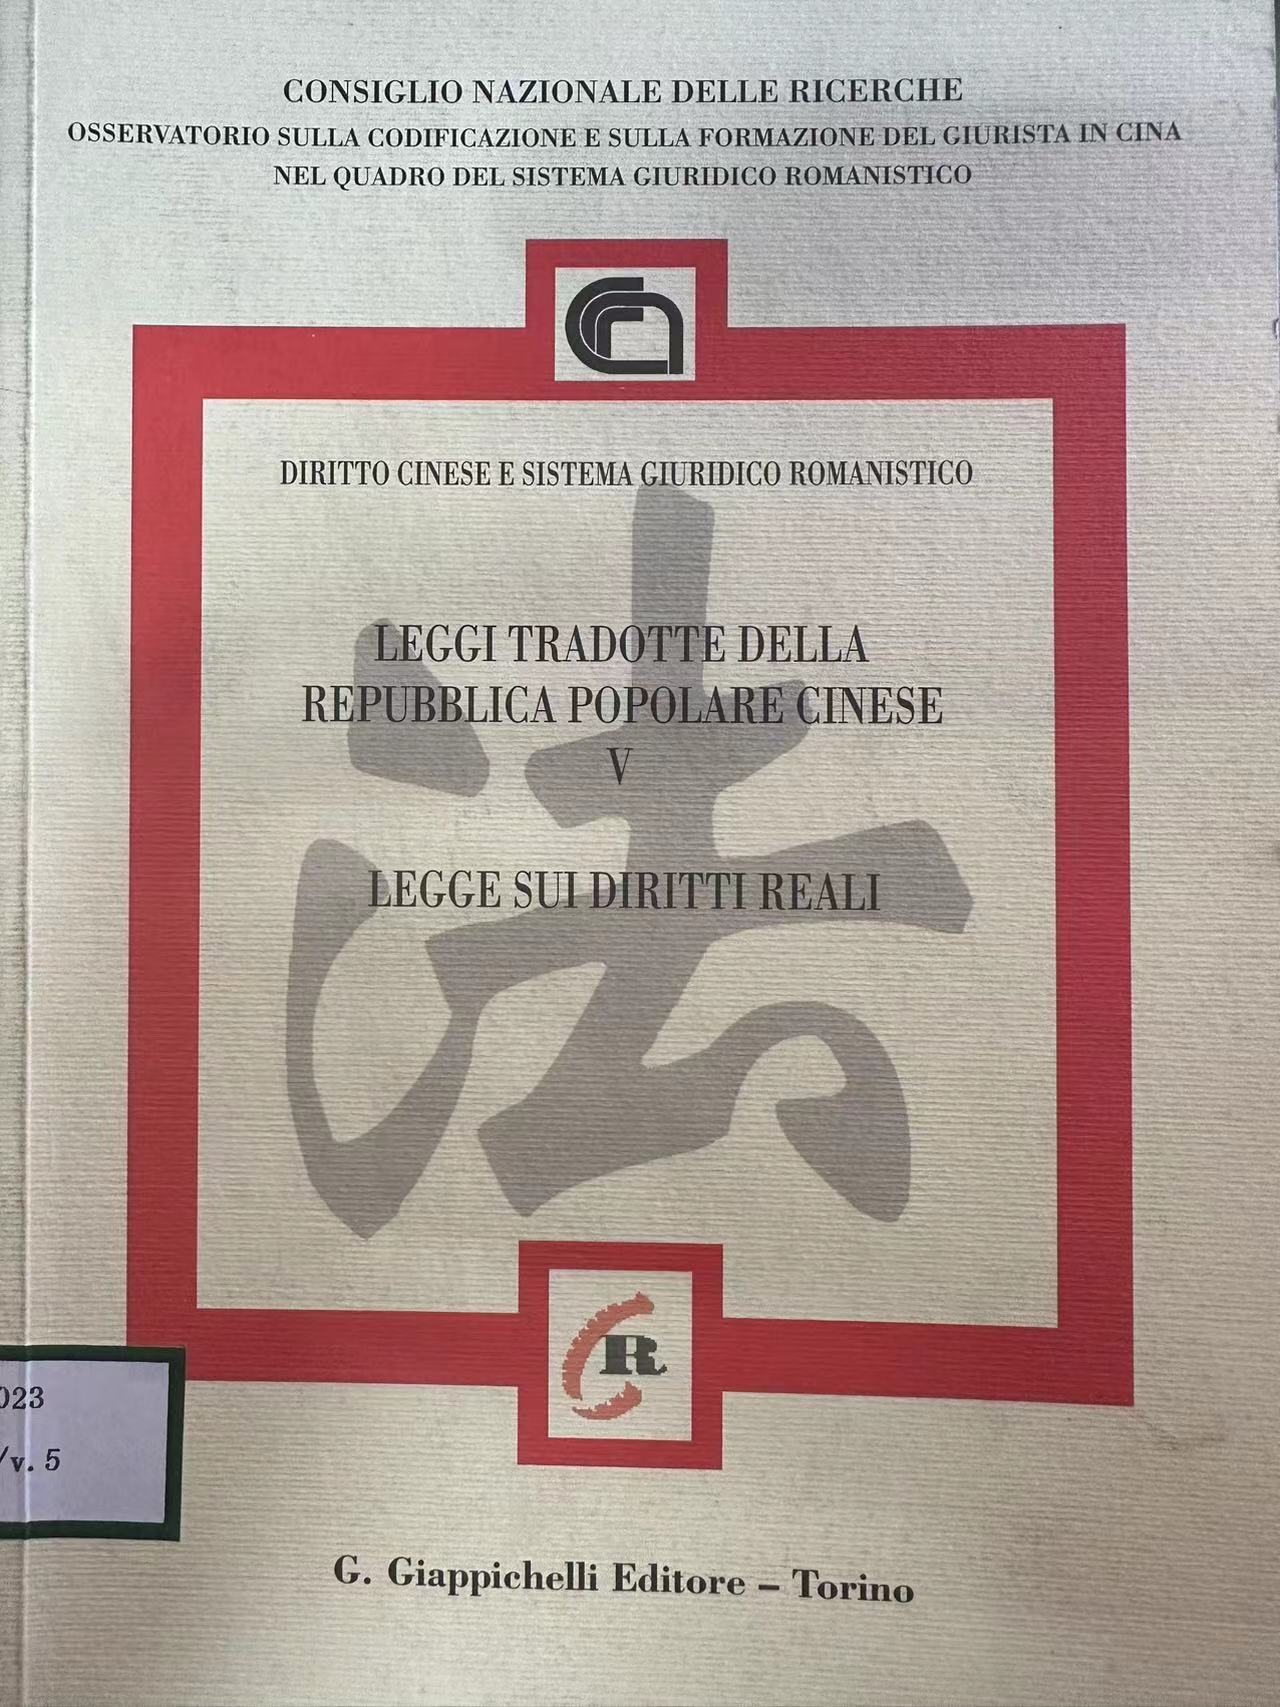 CONSIGLIO NAZIONALE DELLE RICERCHE
OSSERVATORIO SULLA CODIFICAZIONE E SULLA FORMAZIONE DEL GIURISTA IN CINA
NEL QUADRO DEL SISTEMA GIURIDICO ROMANISTICO
DIRITTO CINESE E SISTEMA GIURIDICO ROMANISTICO
LEGGI TRADOTTE DELLA
REPUBBLICA POPOLARE CINESE
V
LEGGE SUI DIRITTI REALI
法
R
023
/v. 5
G. Giappichelli Editore – Torino